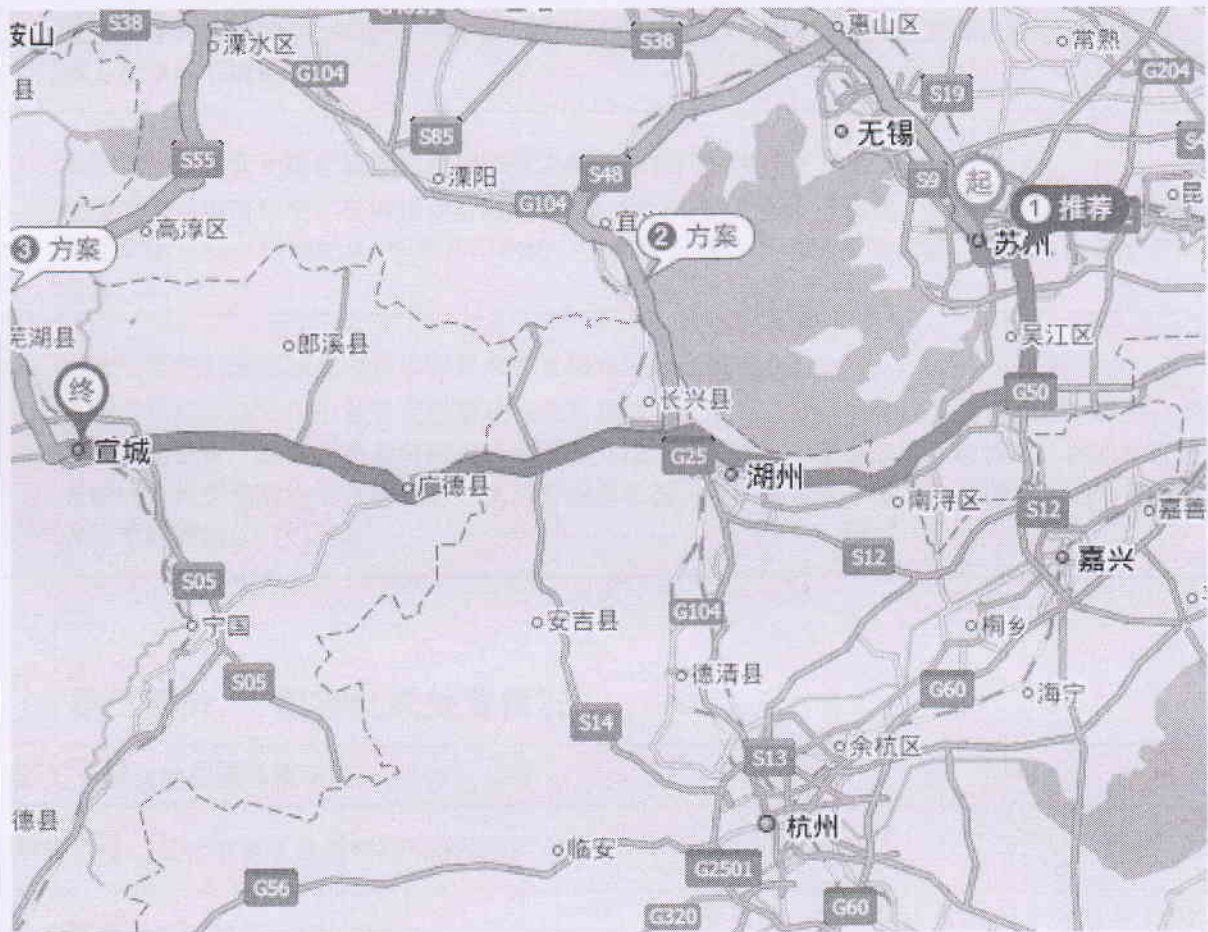 S38
惠山区
鞍山
溧水区
S38
常熟
G104
G204
县
S19
无锡
S65
S55
溧阳
S48
S9
起
G104
1 推荐
昆
高淳区
2 方案
苏州
3 方案
芜湖县
郎溪县
吴江区
终
长兴县
G50
宣城
G25
湖州
广德县
南浔区
S12
嘉善
S12
嘉兴
S05
G104
宁国
安吉县
桐乡
德清县
S05
G60
海宁
S14
余杭区
S13
德县
杭州
临安
G2501
G56
G60
G320